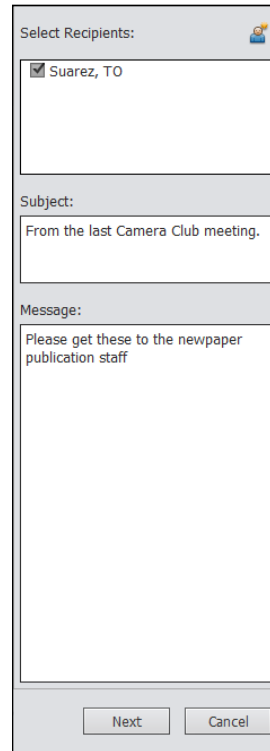 Select Recipients:
Suarez, TO
Subject:
From the last Camera Club meeting.
Message:
Please get these to the newpaper
publication staff
Next
Cancel